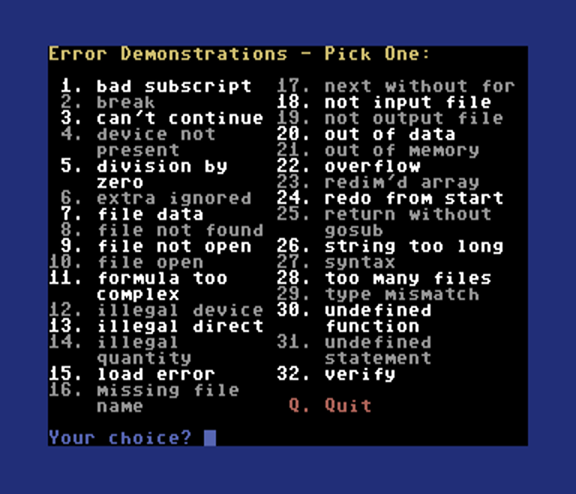 Error Demonstrations - Pick One:
1. bad subscript
2. break
3. can't continue
4. device not
present
5. division by
zero
6. extra ignored
7. file data
8. file not found
9. file not open
10. file open
11. formula too
complex
12. illegal device
13. illegal direct
14. illegal
quantity
15. load error
16. missing file
name
17. next without for
18. not input file
19. not output file
20. out of data
21. out of memory
22. overflow
23. redim'd array
24. redo from start
25. return without
gosub
26. string too long
27. syntax
28. too many files
29. type mismatch
30. undefined
function
31. undefined
statement
32. verify
Q. Quit
Your choice?